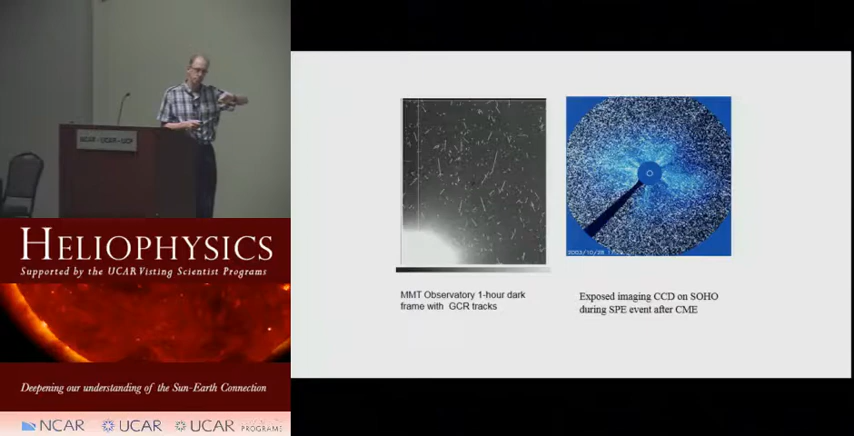 NCAR-UCAR-UCP
HELIOPHYSICS
Supported by the UCAR Visting Scientist Programs
Deepening our understanding of the Sun-Earth Connection
NCAR
UCAR
UCAR PROGRAMS
MMT Observatory 1-hour dark
frame with GCR tracks
2003/10/28
Exposed imaging CCD on SOHO
during SPE event after CME